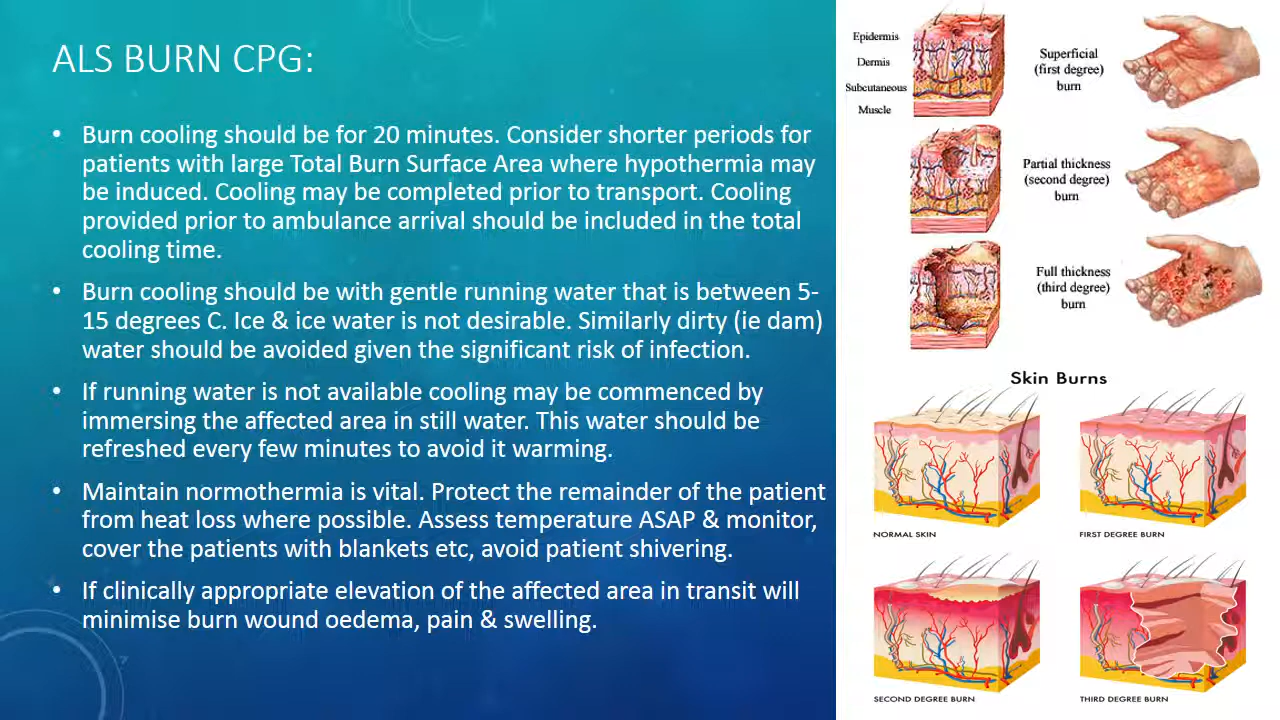 ALS BURN CPG:
• Burn cooling should be for 20 minutes. Consider shorter periods for
patients with large Total Burn Surface Area where hypothermia may
be induced. Cooling may be completed prior to transport. Cooling
provided prior to ambulance arrival should be included in the total
cooling time.
• Burn cooling should be with gentle running water that is between 5-
15 degrees C. Ice & ice water is not desirable. Similarly dirty (ie dam)
water should be avoided given the significant risk of infection.
• If running water is not available cooling may be commenced by
immersing the affected area in still water. This water should be
refreshed every few minutes to avoid it warming.
• Maintain normothermia is vital. Protect the remainder of the patient
from heat loss where possible. Assess temperature ASAP & monitor,
cover the patients with blankets etc, avoid patient shivering.
• If clinically appropriate elevation of the affected area in transit will
minimise burn wound oedema, pain & swelling.
7
Epidermis
Dermis
Subcutaneous
Muscle
Superficial
(first degree)
burn
Partial thickness
(second degree)
burn
Full thickness
(third degree)
burn
Skin Burns
NORMAL SKIN
FIRST DEGREE BURN
SECOND DEGREE BURN
THIRD DEGREE BURN